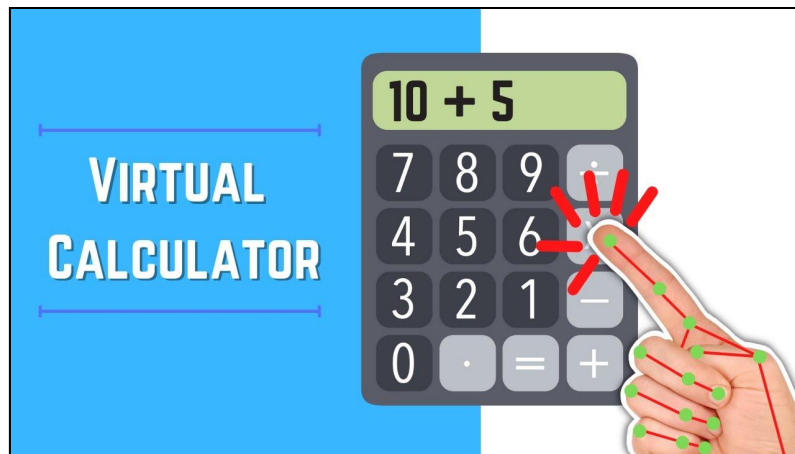 VIRTUAL
CALCULATOR
10 + 5
7 8 9 ÷
4 5 6
3 2 1 −
0 · = +